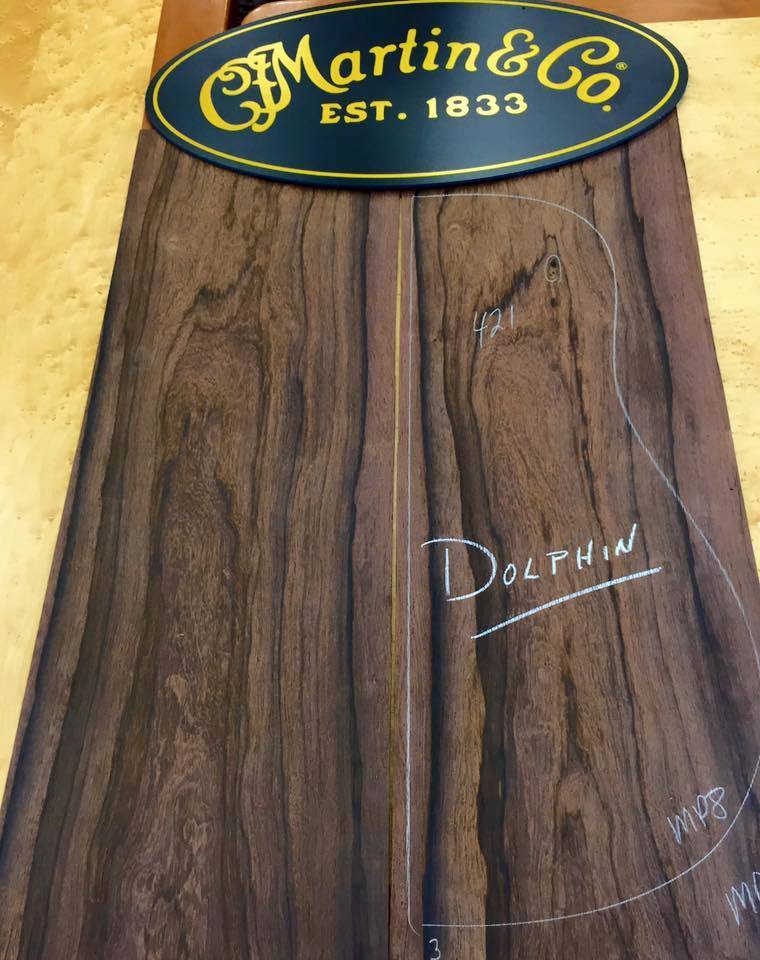 CFMartin & Co.®
EST. 1833
421
DOLPHIN
MP8
3